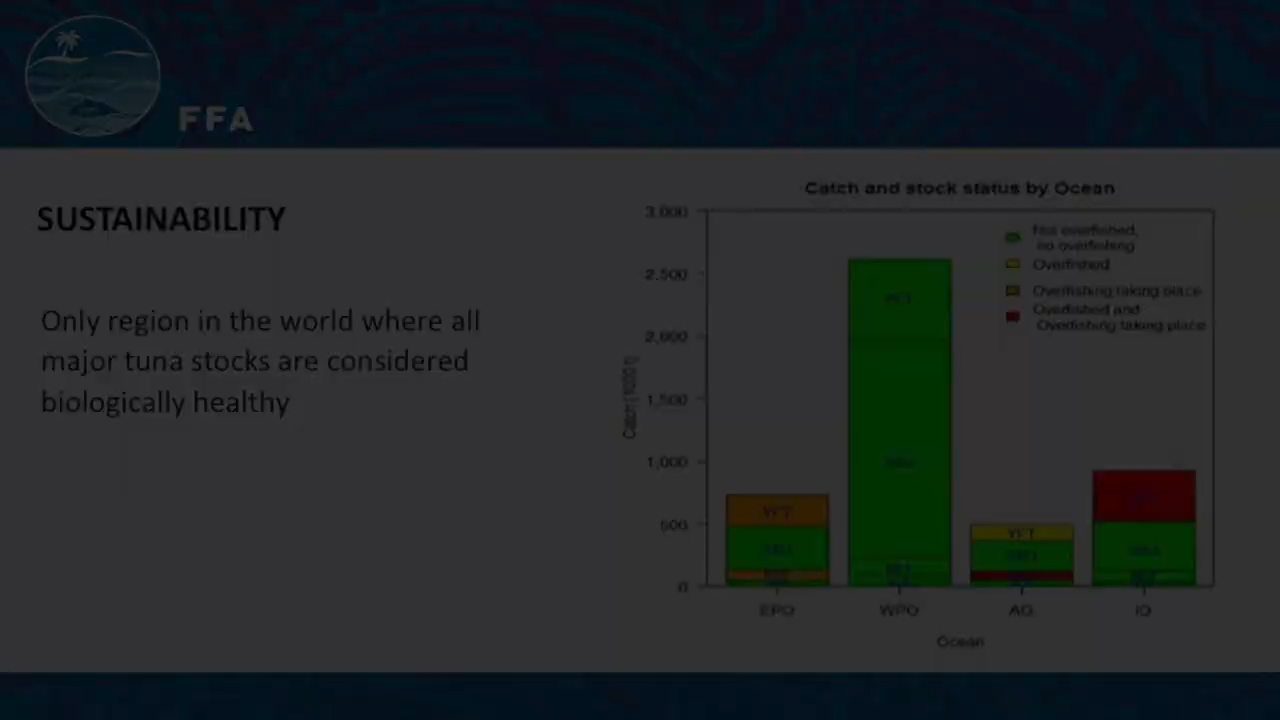 FFA
SUSTAINABILITY
Only region in the world where all
major tuna stocks are considered
biologically healthy
Catch and stock status by Ocean
3,000
2,500
2,000
1,500
1,000
500
0
Not overfished,
no overfishing
Overfished
Overfishing taking place
Overfished and
Overfishing taking place
YFT
YFT
EPO
WPO
AO
IO
Ocean